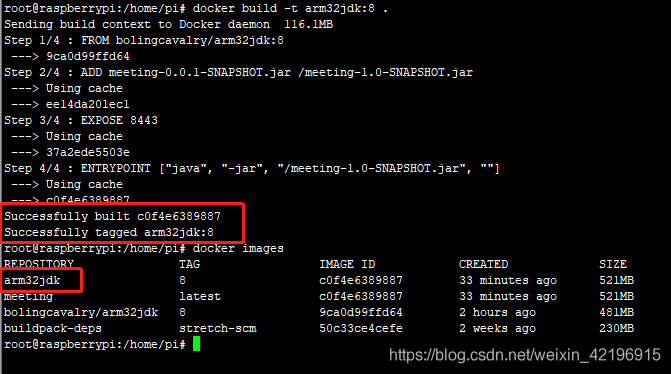 root@raspberrypi:/home/pi# docker build -t arm32jdk:8 .
Sending build context to Docker daemon  116.1MB
Step 1/4 : FROM bolingcavalry/arm32jdk:8
 ---> 9ca0d99ffd64
Step 2/4 : ADD meeting-0.0.1-SNAPSHOT.jar /meeting-1.0-SNAPSHOT.jar
 ---> Using cache
 ---> ee14da201ec1
Step 3/4 : EXPOSE 8443
 ---> Using cache
 ---> 37a2ede5503e
Step 4/4 : ENTRYPOINT ["java", "-jar", "/meeting-1.0-SNAPSHOT.jar", ""]
 ---> Using cache
 ---> c0f4e6389887
Successfully built c0f4e6389887
Successfully tagged arm32jdk:8
root@raspberrypi:/home/pi# docker images
REPOSITORY TAG IMAGE ID CREATED SIZE
arm32jdk 8 c0f4e6389887 33 minutes ago 521MB
meeting latest c0f4e6389887 33 minutes ago 521MB
bolingcavalry/arm32jdk 8 9ca0d99ffd64 2 hours ago 481MB
buildpack-deps stretch-scm 50c33ce4cefe 2 weeks ago 230MB
root@raspberrypi:/home/pi#
https://blog.csdn.net/weixin_42196915